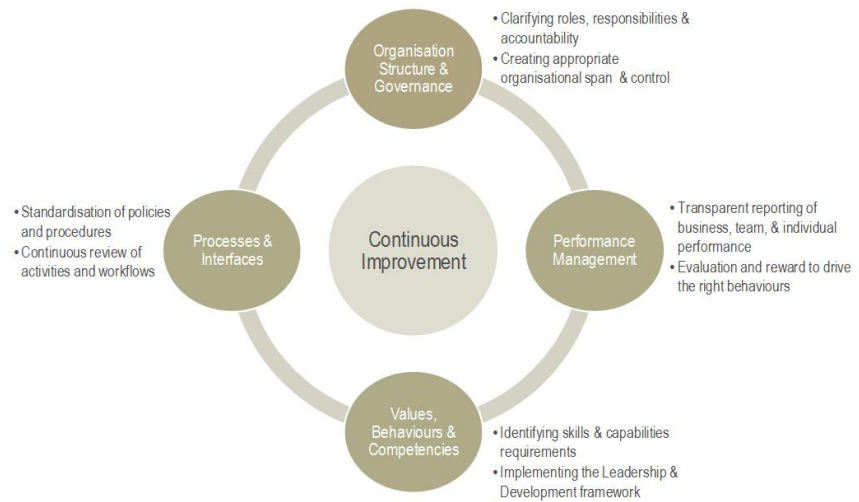 Organisation
Structure &
Governance
• Clarifying roles, responsibilities &
accountability
• Creating appropriate
organisational span & control
Performance
Management
• Transparent reporting of
business, team, & individual
performance
• Evaluation and reward to drive
the right behaviours
Values,
Behaviours &
Competencies
• Identifying skills & capabilities
requirements
• Implementing the Leadership &
Development framework
• Standardisation of policies
and procedures
• Continuous review of
activities and workflows
Processes &
Interfaces
Continuous
Improvement